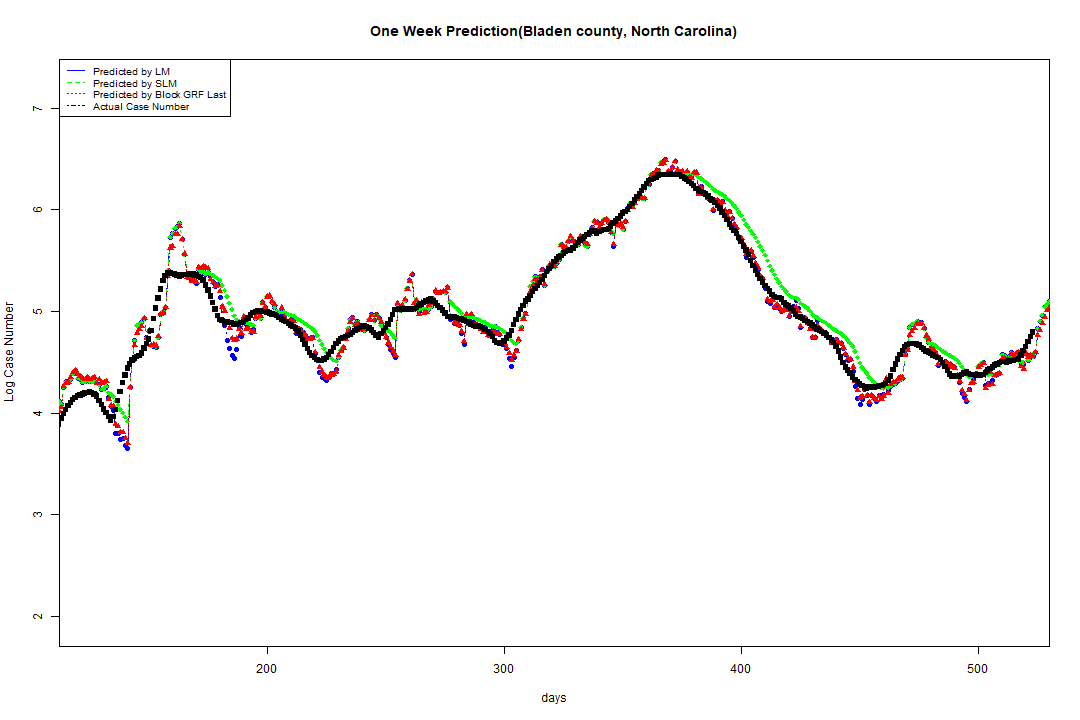 One Week Prediction(Bladen county, North Carolina)
Predicted by LM
Predicted by SLM
Predicted by Block GRF Last
Actual Case Number
7
6
5
4
3
2
Log Case Number
200
300
400
500
days